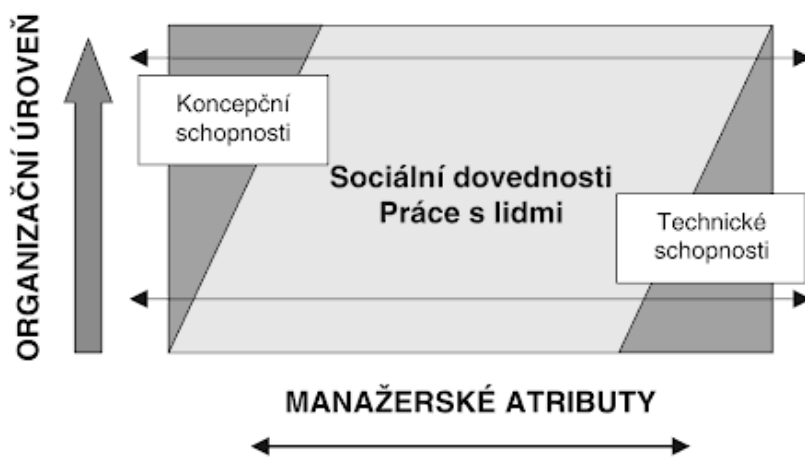 ORGANIZAČNÍ ÚROVEŇ
Koncepční
schopnosti
Sociální dovednosti
Práce s lidmi
Technické
schopnosti
MANAŽERSKÉ ATRIBUTY